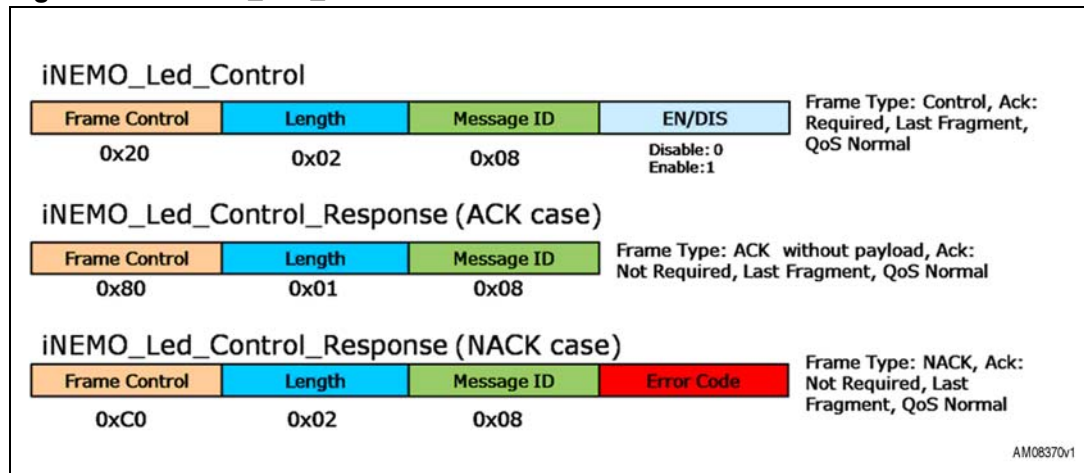 iNEMO_Led_Control
Frame Control Length Message ID EN/DIS
0x20 0x02 0x08 Disable: 0
Enable:1
Frame Type: Control, Ack:
Required, Last Fragment,
QoS Normal
iNEMO_Led_Control_Response (ACK case)
Frame Control Length Message ID
0x80 0x01 0x08
Frame Type: ACK without payload, Ack:
Not Required, Last Fragment, QoS Normal
iNEMO_Led_Control_Response (NACK case)
Frame Control Length Message ID Error Code
0xC0 0x02 0x08
Frame Type: NACK, Ack:
Not Required, Last
Fragment, QoS Normal
AM08370v1